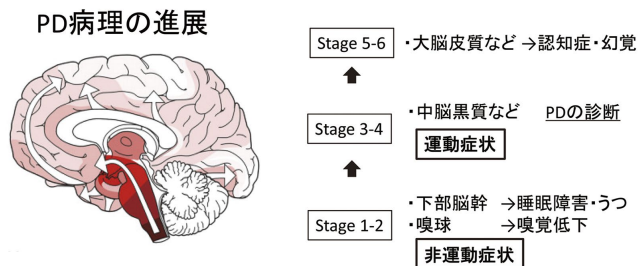 PD病理の進展
Stage 5-6
・大脳皮質など →認知症・幻覚
Stage 3-4
・中脳黒質など PDの診断
運動症状
Stage 1-2
・下部脳幹 →睡眠障害・うつ
・嗅球 →嗅覚低下
非運動症状